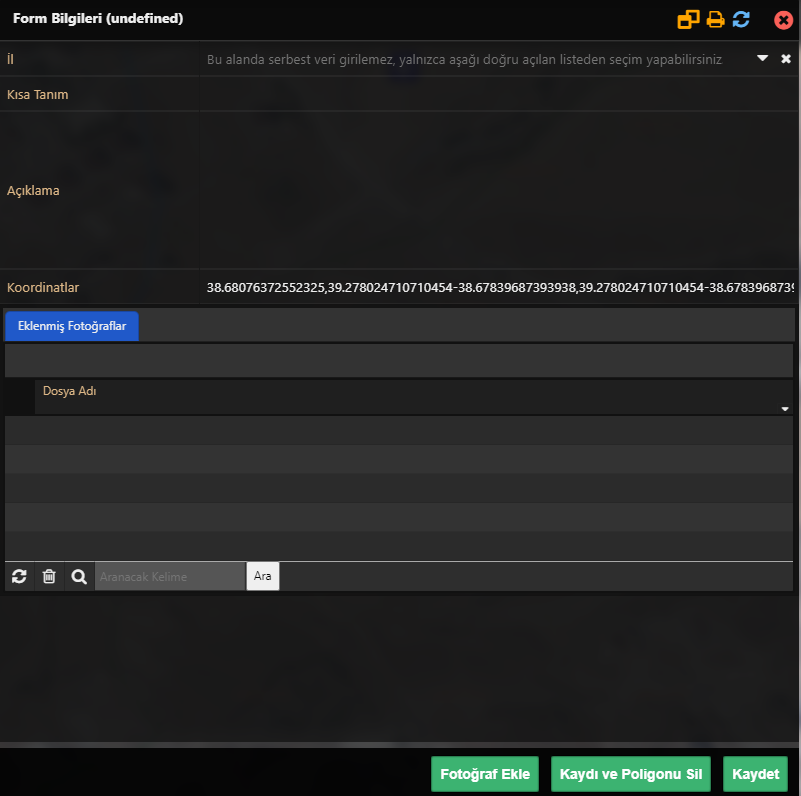 Form Bilgileri (undefined)
İl
Bu alanda serbest veri girilemez, yalnızca aşağı doğru açılan listeden seçim yapabilirsiniz
Kısa Tanım
Açıklama
Koordinatlar
38.68076372552325,39.278024710710454-38.67839687393938,39.278024710710454-38.678396873
Eklenmiş Fotoğraflar
Dosya Adı
Aranacak Kelime
Ara
Fotoğraf Ekle
Kaydı ve Poligonu Sil
Kaydet